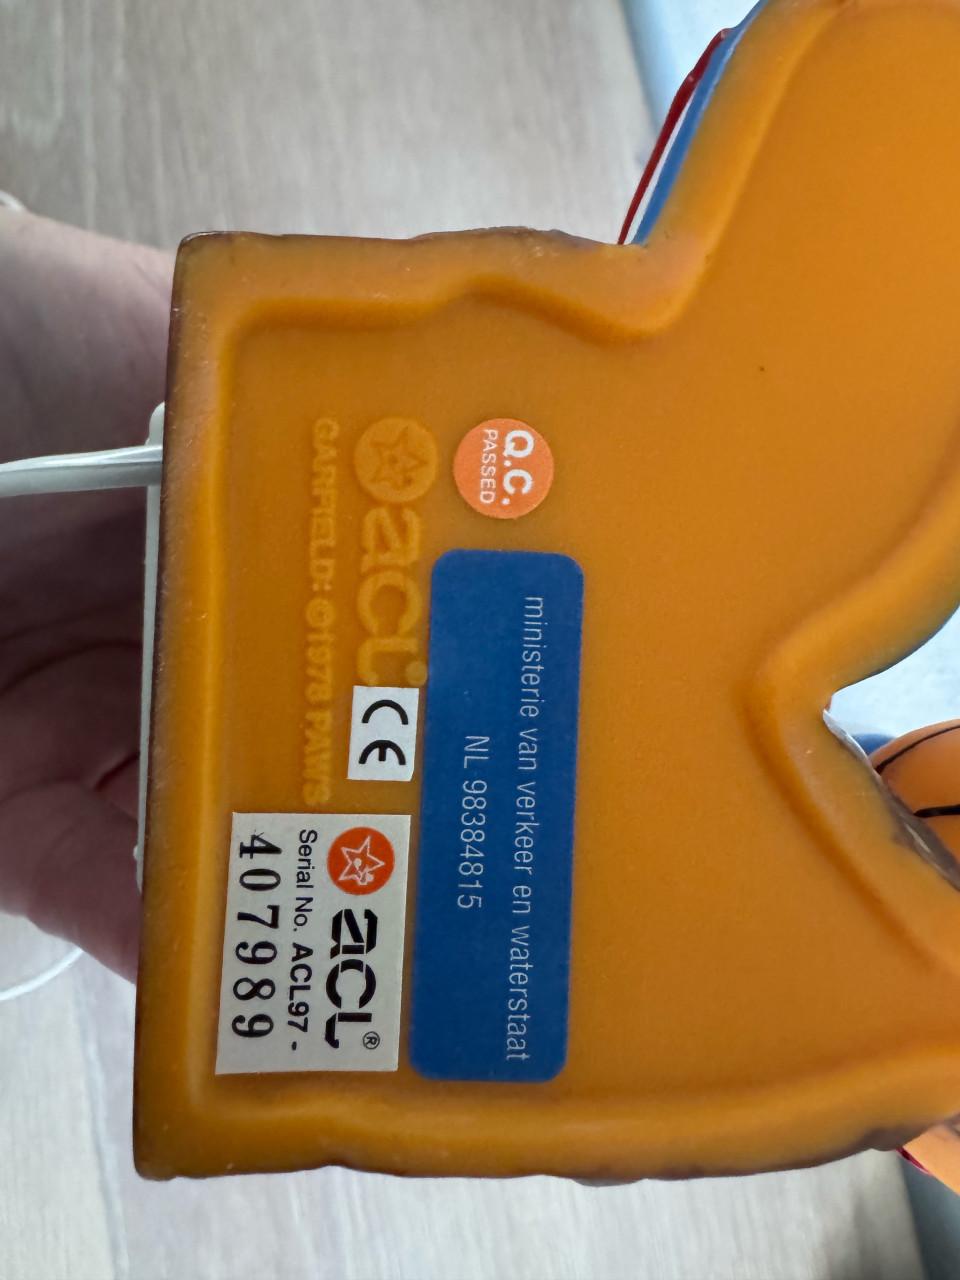 Q.C.
PASSED
acl
GARFIELD: ©1978 PAWS
ministerie van verkeer en waterstaat
NL 98384815
CE
acl®
Serial No. ACL97 -
407989